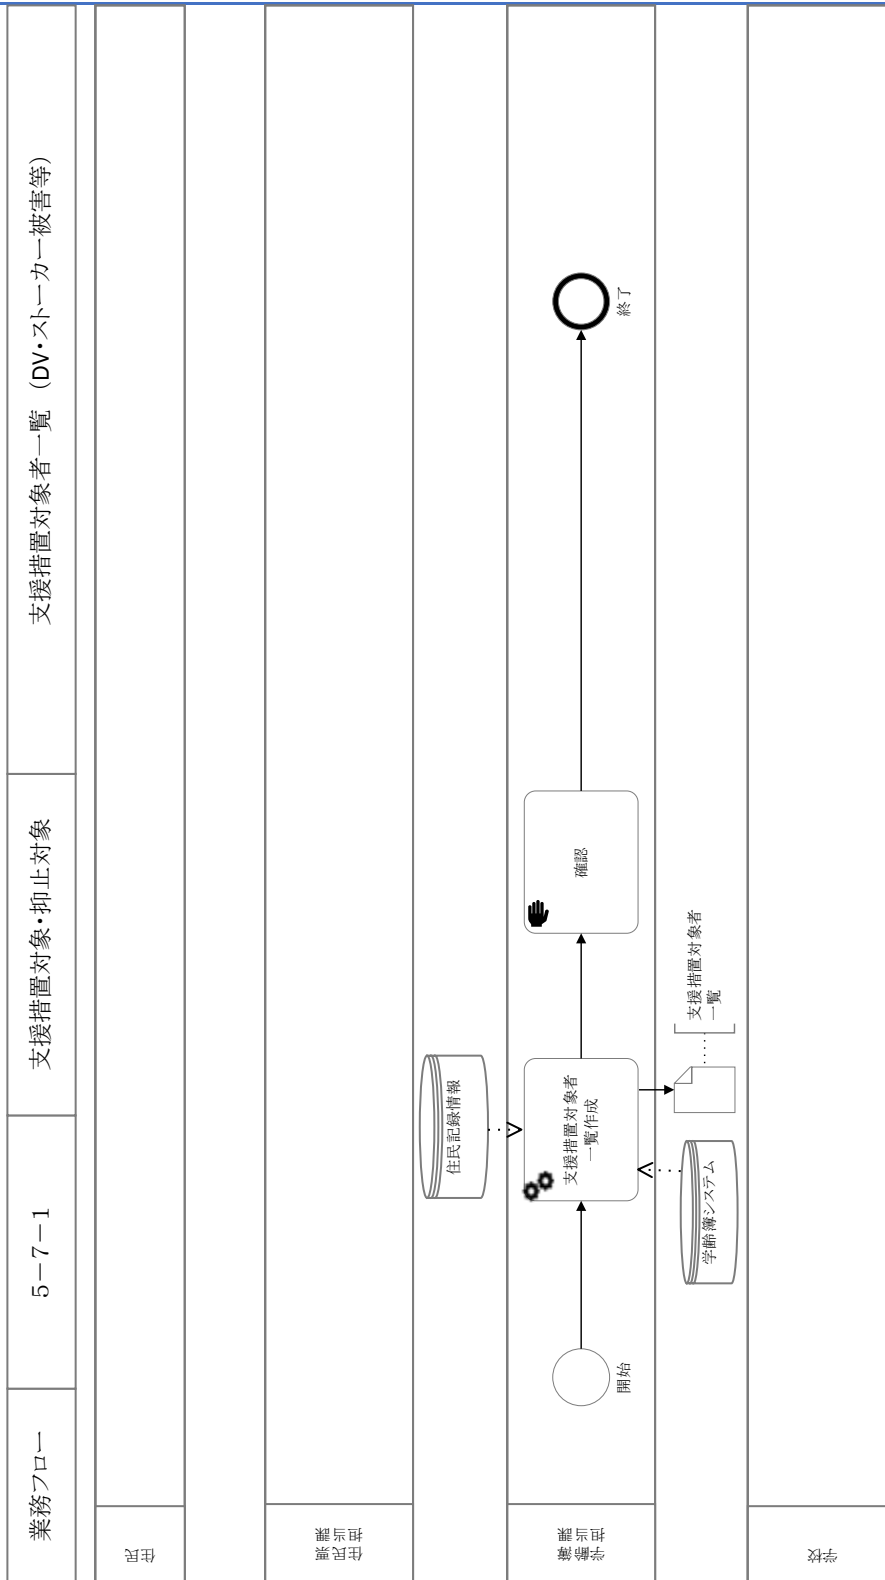 業務フロー
5－7－1
支援措置対象・抑止対象
支援措置対象者一覧（DV・ストーカー被害等）
住民
住民票
担当課
住民記録情報
学齢簿
担当課
開始
支援措置対象者
一覧作成
確認
終了
学齢簿システム
支援措置対象者
一覧
学校